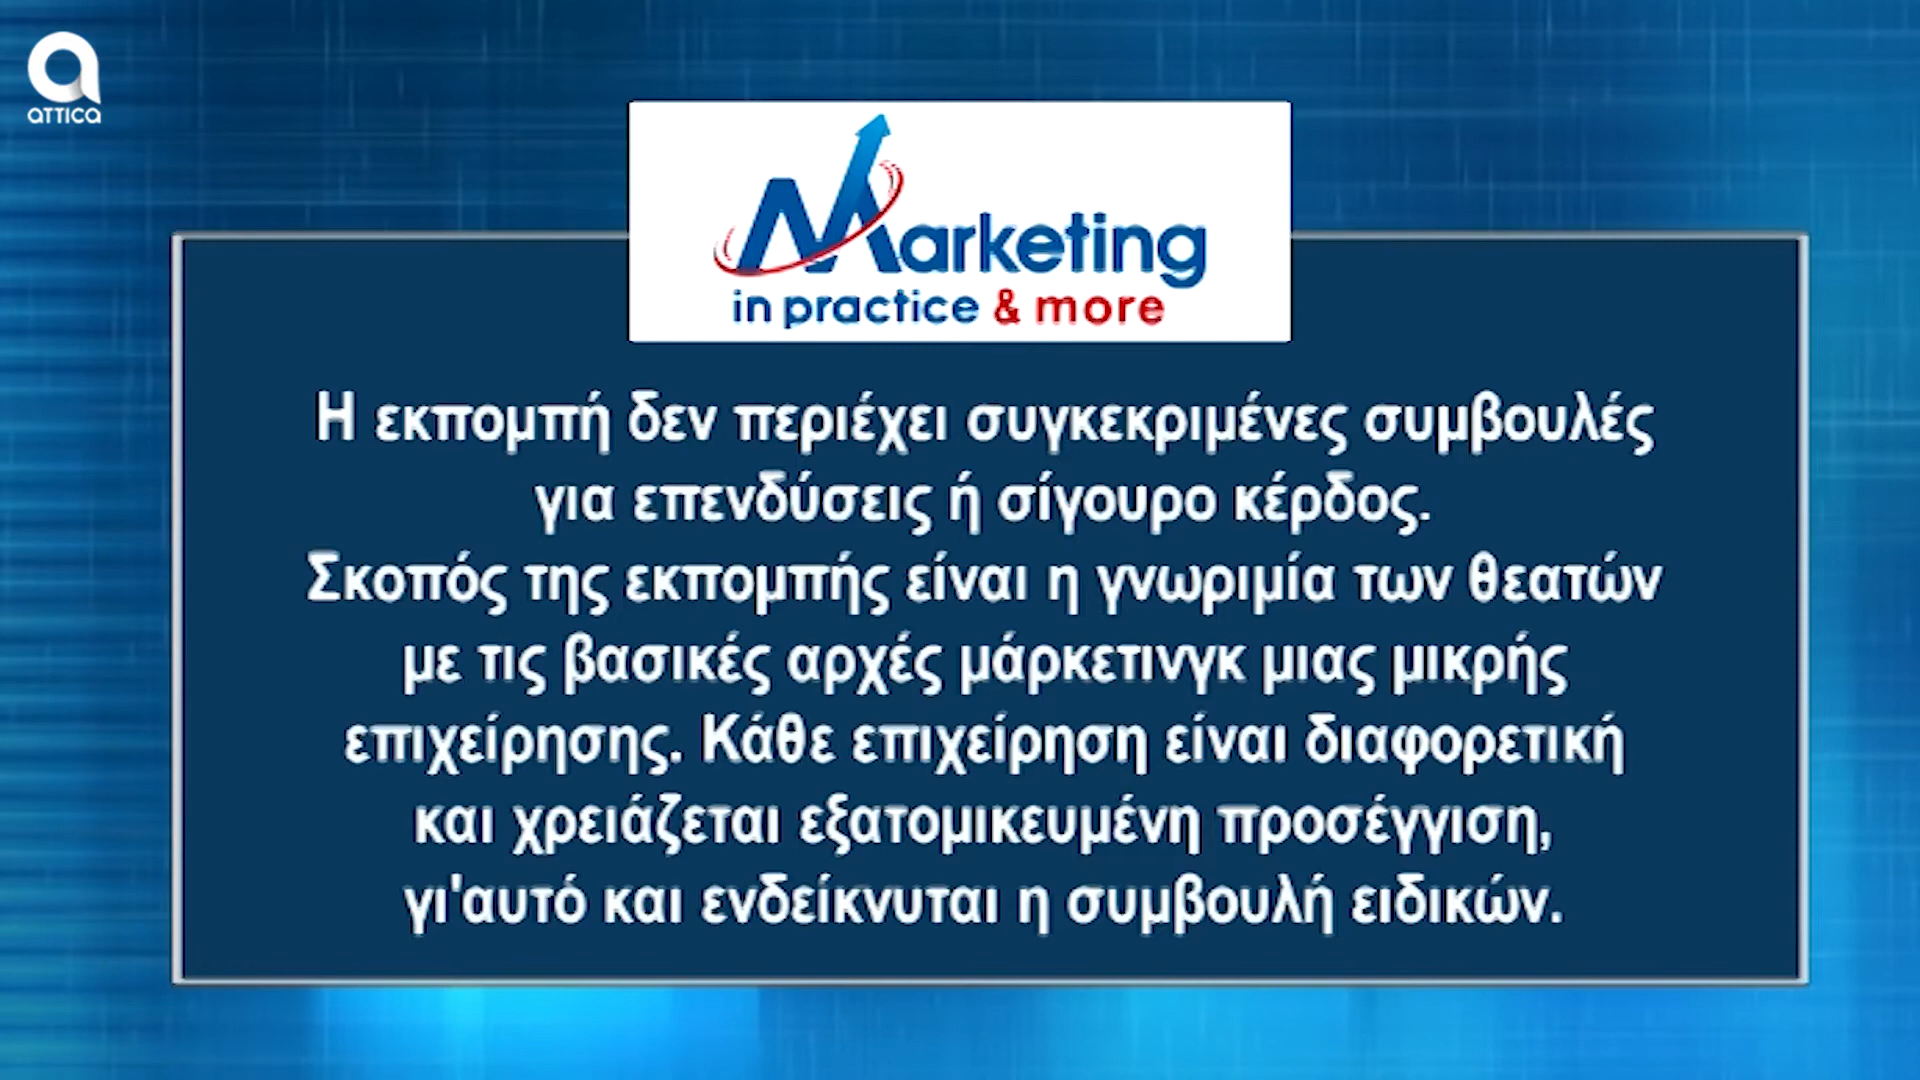 attica
Marketing
in practice & more
Η εκπομπή δεν περιέχει συγκεκριμένες συμβουλές
για επενδύσεις ή σίγουρο κέρδος.
Σκοπός της εκπομπής είναι η γνωριμία των θεατών
με τις βασικές αρχές μάρκετινγκ μιας μικρής
επιχείρησης. Κάθε επιχείρηση είναι διαφορετική
και χρειάζεται εξατομικευμένη προσέγγιση,
γι'αυτό και ενδείκνυται η συμβουλή ειδικών.